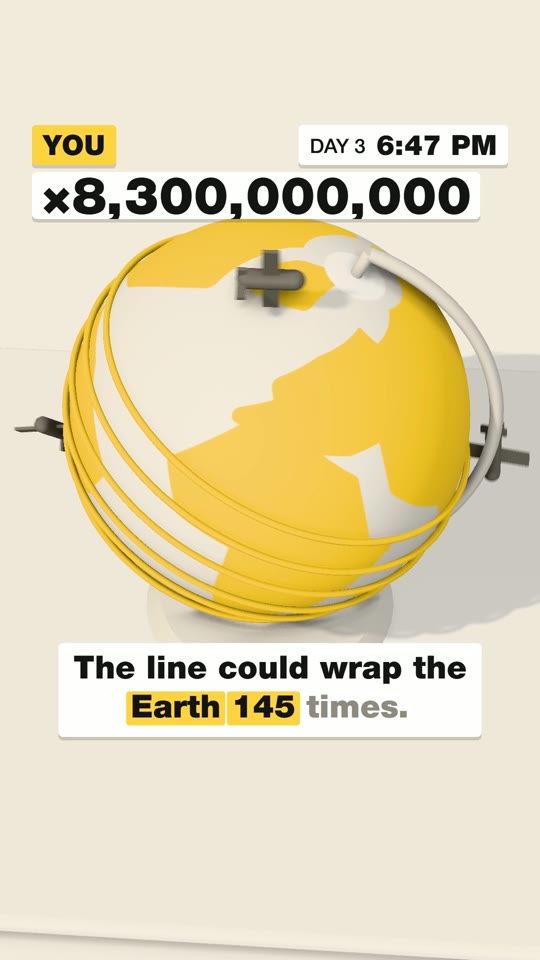 YOU
DAY 3 6:47 PM
×8,300,000,000
The line could wrap the
Earth 145 times.